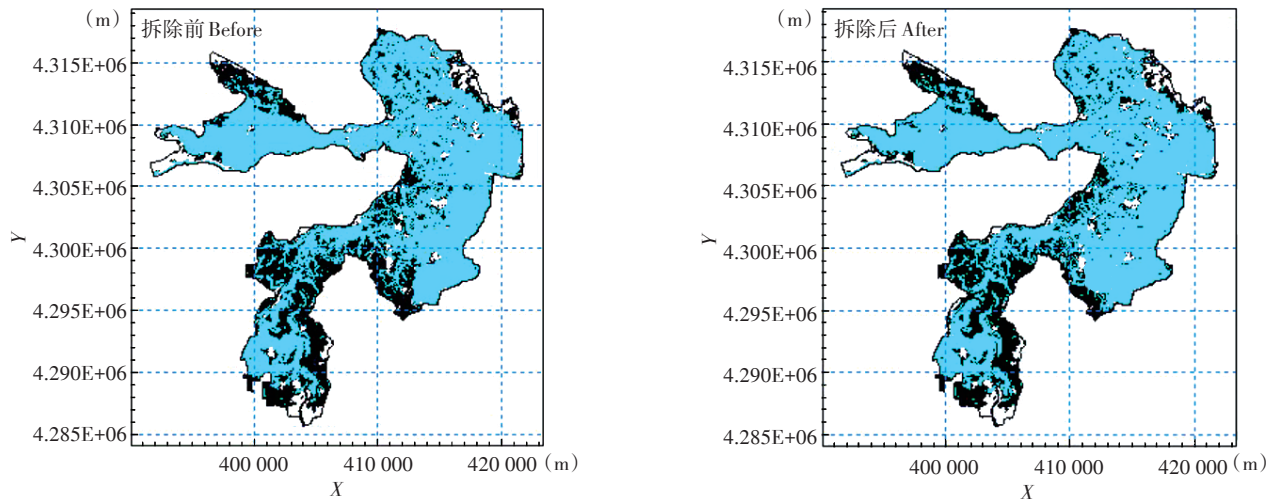 (m)
拆除前 Before
4.315E+06
4.310E+06
4.305E+06
4.300E+06
4.295E+06
4.290E+06
4.285E+06
Y
400 000
410 000
420 000
(m)
X
(m)
拆除后 After
4.315E+06
4.310E+06
4.305E+06
4.300E+06
4.295E+06
4.290E+06
4.285E+06
Y
400 000
410 000
420 000
(m)
X